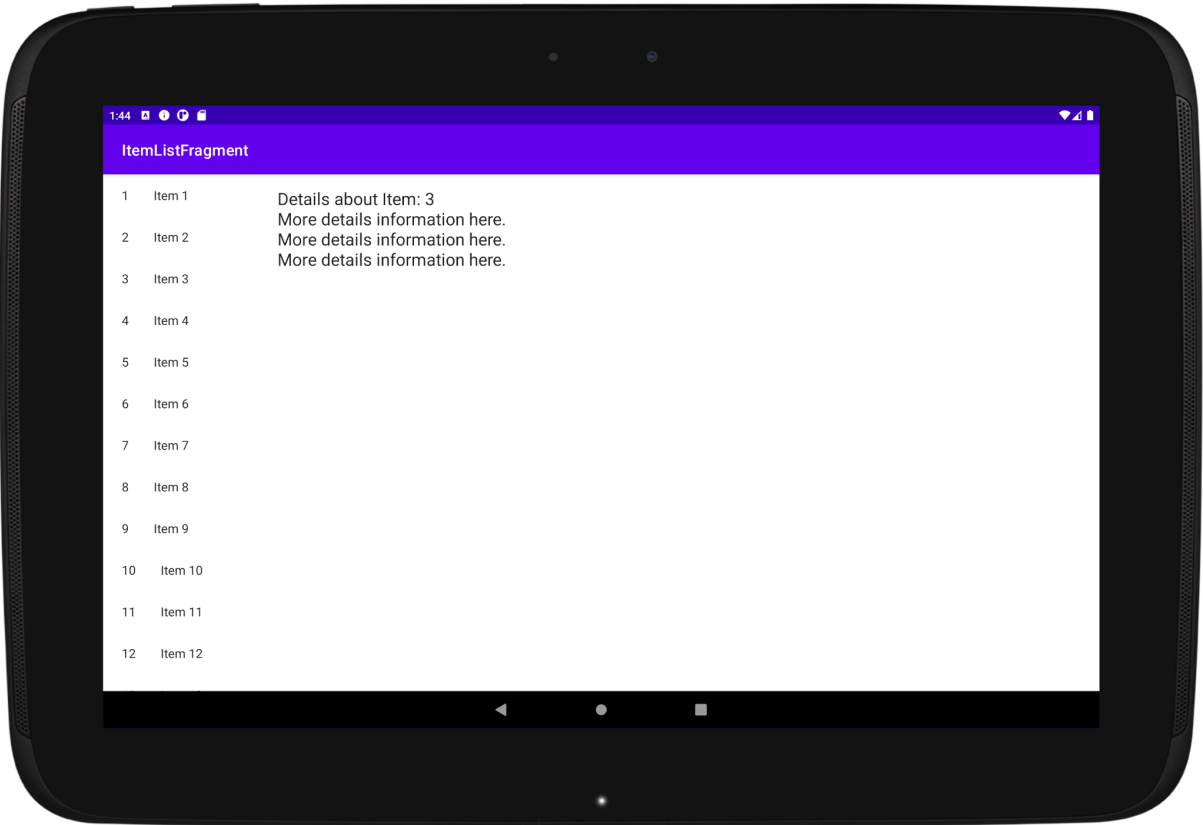 1:44
ItemListFragment
1 Item 1
2 Item 2
3 Item 3
4 Item 4
5 Item 5
6 Item 6
7 Item 7
8 Item 8
9 Item 9
10 Item 10
11 Item 11
12 Item 12
Details about Item: 3
More details information here.
More details information here.
More details information here.